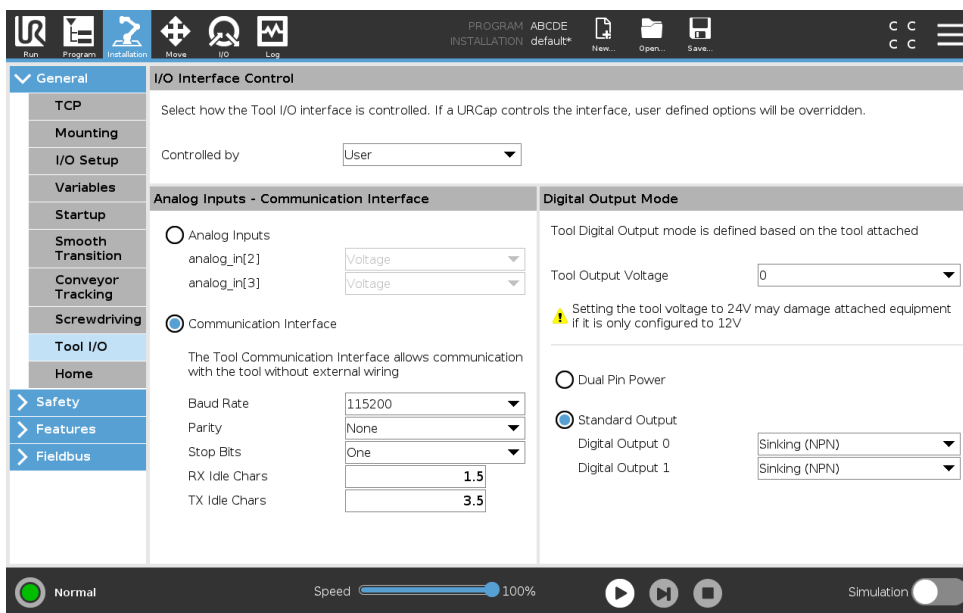 PROGRAM ABCDE
INSTALLATION default*
UR
Run
Program
Installation
Move
I/O
Log
New...
Open...
Save...
C C
C C
General
TCP
Mounting
I/O Setup
Variables
Startup
Smooth
Transition
Conveyor
Tracking
Screwdriving
Tool I/O
Home
Safety
Features
Fieldbus
I/O Interface Control
Select how the Tool I/O interface is controlled. If a URCap controls the interface, user defined options will be overridden.
Controlled by User
Analog Inputs - Communication Interface
Analog Inputs
analog_in[2] Voltage
analog_in[3] Voltage
Communication Interface
The Tool Communication Interface allows communication
with the tool without external wiring
Baud Rate 115200
Parity None
Stop Bits One
RX Idle Chars 1.5
TX Idle Chars 3.5
Digital Output Mode
Tool Digital Output mode is defined based on the tool attached
Tool Output Voltage 0
Setting the tool voltage to 24V may damage attached equipment
if it is only configured to 12V
Dual Pin Power
Standard Output
Digital Output 0 Sinking (NPN)
Digital Output 1 Sinking (NPN)
Normal
Speed 100%
Simulation